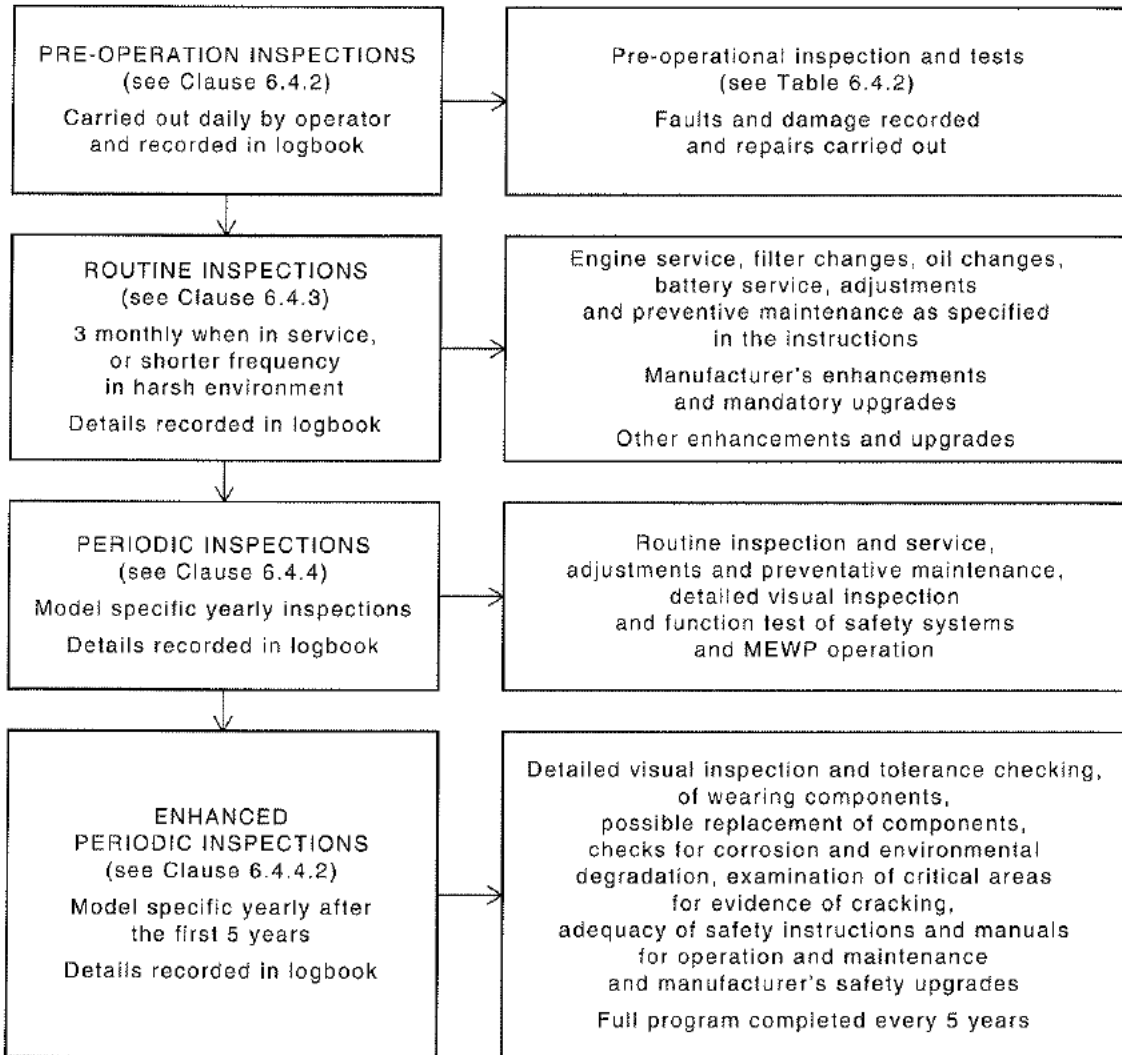 PRE-OPERATION INSPECTIONS
(see Clause 6.4.2)
Carried out daily by operator
and recorded in logbook
Pre-operational inspection and tests
(see Table 6.4.2)
Faults and damage recorded
and repairs carried out
ROUTINE INSPECTIONS
(see Clause 6.4.3)
3 monthly when in service,
or shorter frequency
in harsh environment
Details recorded in logbook
Engine service, filter changes, oil changes,
battery service, adjustments
and preventive maintenance as specified
in the instructions
Manufacturer's enhancements
and mandatory upgrades
Other enhancements and upgrades
PERIODIC INSPECTIONS
(see Clause 6.4.4)
Model specific yearly inspections
Details recorded in logbook
Routine inspection and service,
adjustments and preventative maintenance,
detailed visual inspection
and function test of safety systems
and MEWP operation
ENHANCED
PERIODIC INSPECTIONS
(see Clause 6.4.4.2)
Model specific yearly after
the first 5 years
Details recorded in logbook
Detailed visual inspection and tolerance checking,
of wearing components,
possible replacement of components,
checks for corrosion and environmental
degradation, examination of critical areas
for evidence of cracking,
adequacy of safety instructions and manuals
for operation and maintenance
and manufacturer's safety upgrades
Full program completed every 5 years